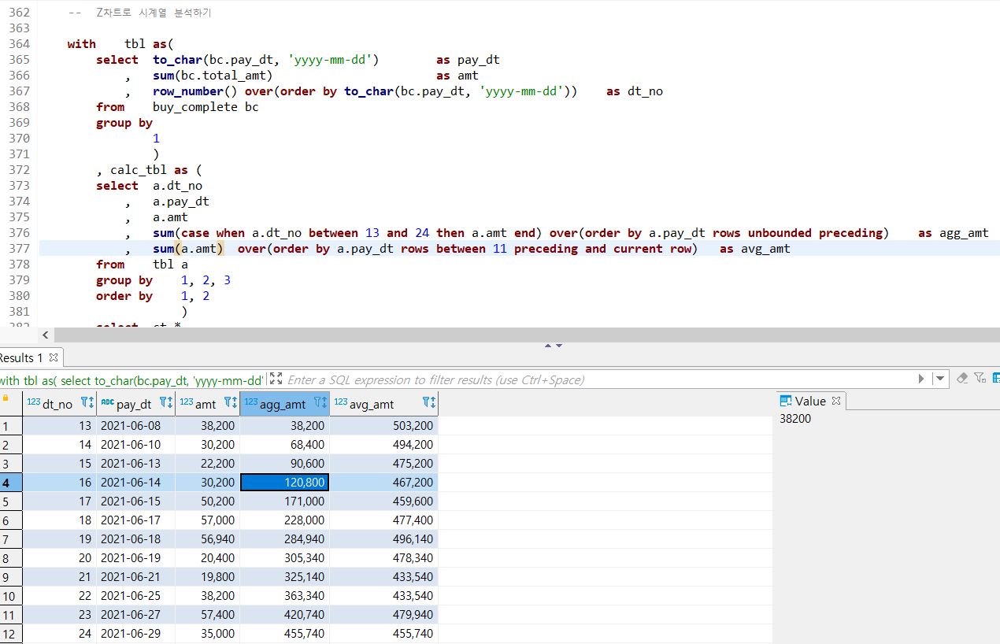 362 -- Z차트로 시계열 분석하기
363
364 with tbl as(
365 select to_char(bc.pay_dt, 'yyyy-mm-dd') as pay_dt
366 , sum(bc.total_amt) as amt
367 , row_number() over(order by to_char(bc.pay_dt, 'yyyy-mm-dd')) as dt_no
368 from buy_complete bc
369 group by
370 1
371 )
372 , calc_tbl as (
373 select a.dt_no
374 , a.pay_dt
375 , a.amt
376 , sum(case when a.dt_no between 13 and 24 then a.amt end) over(order by a.pay_dt rows unbounded preceding) as agg_amt
377 , sum(a.amt) over(order by a.pay_dt rows between 11 preceding and current row) as avg_amt
378 from tbl a
379 group by 1, 2, 3
380 order by 1, 2
381 )
382 select ct.*
Results 1
with tbl as( select to_char(bc.pay_dt, 'yyyy-mm-dd' Enter a SQL expression to filter results (use Ctrl+Space)
123 dt_no ABC pay_dt 123 amt 123 agg_amt 123 avg_amt Value
1 13 2021-06-08 38,200 38,200 503,200 38200
2 14 2021-06-10 30,200 68,400 494,200
3 15 2021-06-13 22,200 90,600 475,200
4 16 2021-06-14 30,200 120,800 467,200
5 17 2021-06-15 50,200 171,000 459,600
6 18 2021-06-17 57,000 228,000 477,400
7 19 2021-06-18 56,940 284,940 496,140
8 20 2021-06-19 20,400 305,340 478,340
9 21 2021-06-21 19,800 325,140 433,540
10 22 2021-06-25 38,200 363,340 433,540
11 23 2021-06-27 57,400 420,740 479,940
12 24 2021-06-29 35,000 455,740 455,740